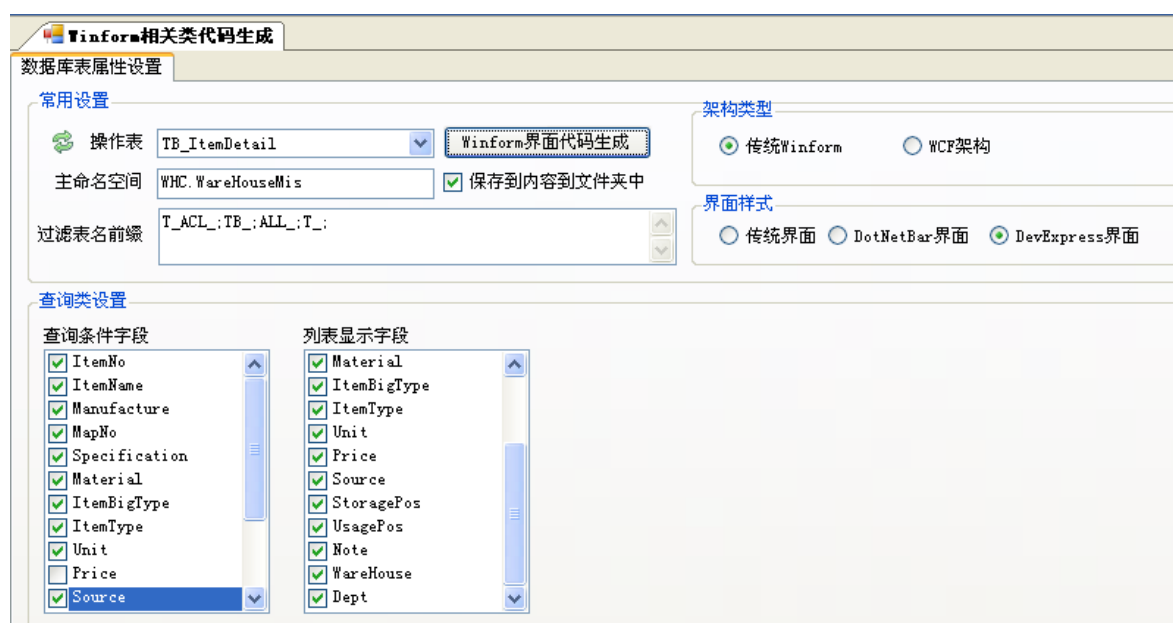 Winform相关类代码生成
数据库表属性设置
常用设置
操作表 TB_ItemDetail Winform界面代码生成
主命名空间 WHC.WareHouseMis 保存到内容到文件夹中
过滤表名前缀 T_ACL_;TB_;ALL_;T_;
架构类型
传统Winform WCF架构
界面样式
传统界面 DotNetBar界面 DevExpress界面
查询类设置
查询条件字段
ItemNo
ItemName
Manufacture
MapNo
Specification
Material
ItemBigType
ItemType
Unit
Price
Source
列表显示字段
Material
ItemBigType
ItemType
Unit
Price
Source
StoragePos
UsagePos
Note
WareHouse
Dept